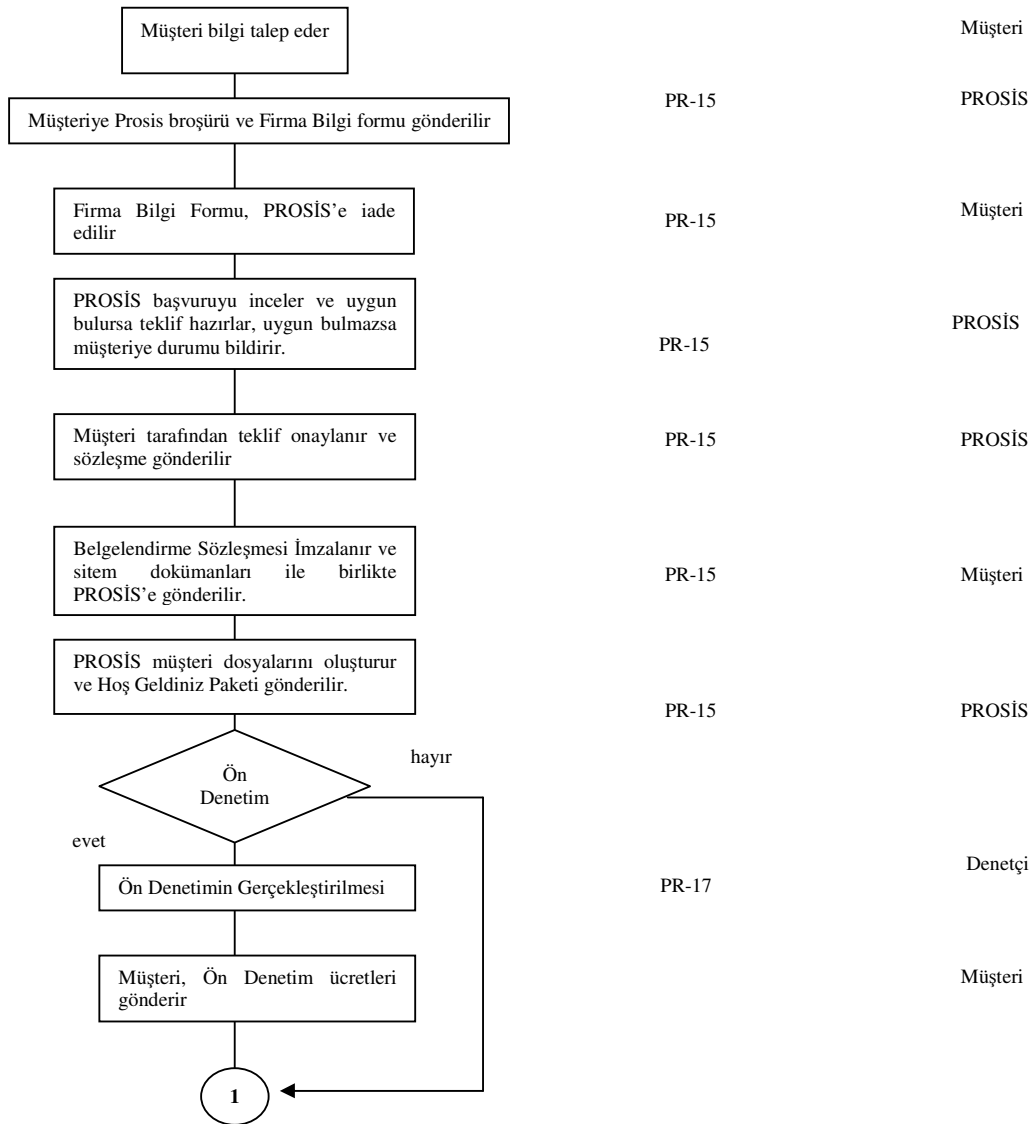 Müşteri bilgi talep eder
Müşteri
Müşteriye Prosis broşürü ve Firma Bilgi formu gönderilir
PR-15
PROSİS
Firma Bilgi Formu, PROSİS’e iade
edilir
PR-15
Müşteri
PROSİS başvuruyu inceler ve uygun
bulursa teklif hazırlar, uygun bulmazsa
müşteriye durumu bildirir.
PR-15
PROSİS
Müşteri tarafından teklif onaylanır ve
sözleşme gönderilir
PR-15
PROSİS
Belgelendirme Sözleşmesi İmzalanır ve
sitem dokümanları ile birlikte
PROSİS’e gönderilir.
PR-15
Müşteri
PROSİS müşteri dosyalarını oluşturur
ve Hoş Geldiniz Paketi gönderilir.
PR-15
PROSİS
Ön
Denetim
hayır
evet
Ön Denetimin Gerçekleştirilmesi
PR-17
Denetçi
Müşteri, Ön Denetim ücretleri
gönderir
Müşteri
1